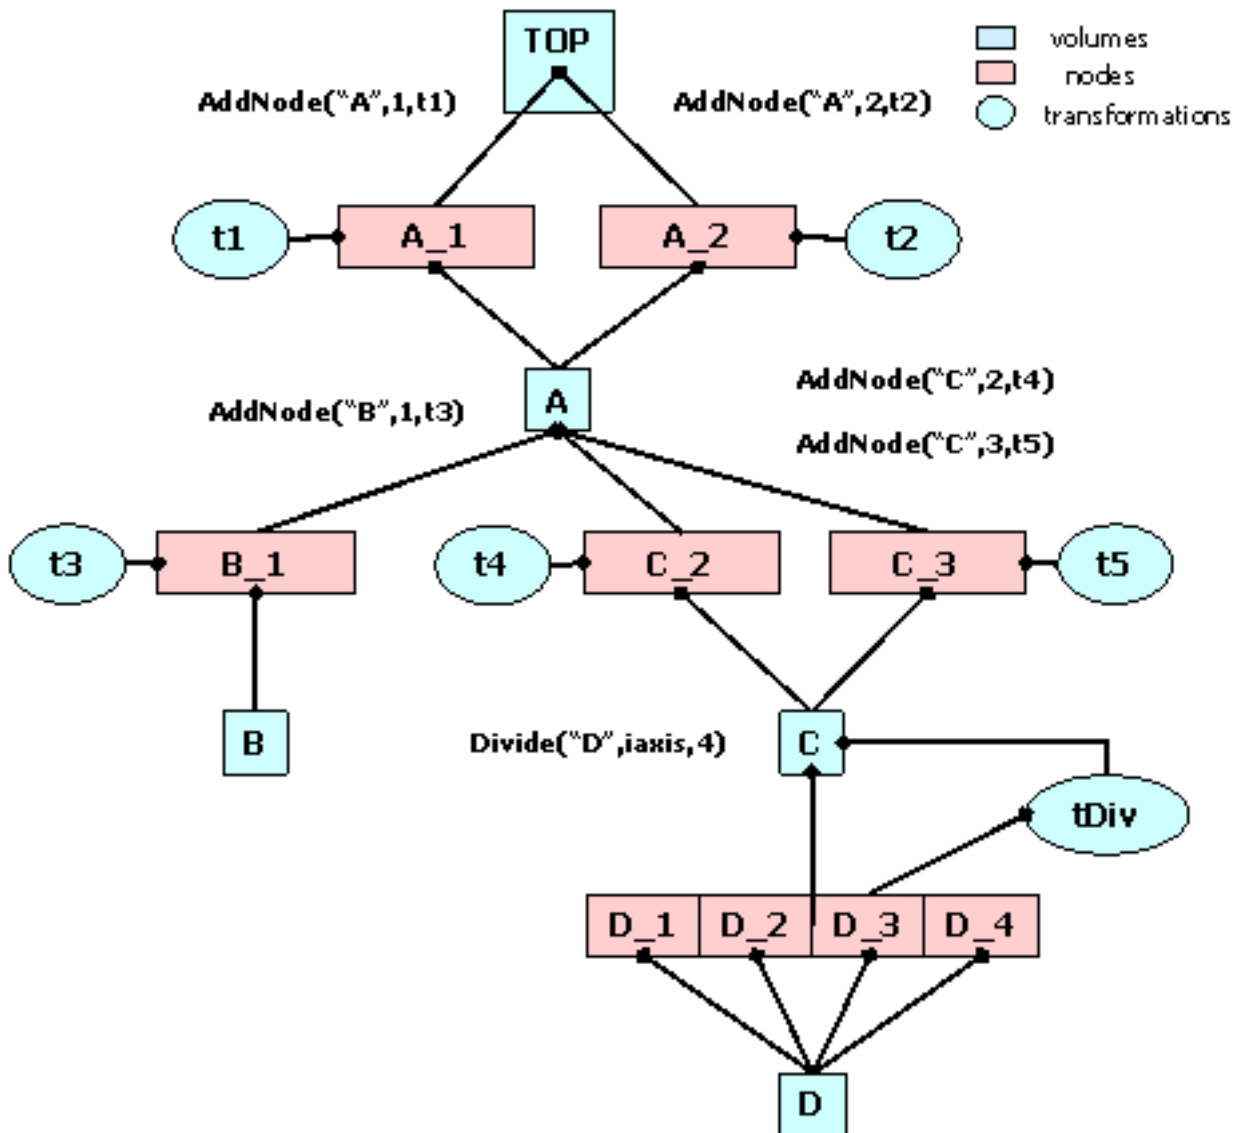 TOP
volumes
nodes
transformations
AddNode("A",1,t1)
AddNode("A",2,t2)
t1
A_1
A_2
t2
A
AddNode("B",1,t3)
AddNode("C",2,t4)
AddNode("C",3,t5)
t3
B_1
t4
C_2
C_3
t5
B
Divide("D",iaxis,4)
C
tDiv
D_1
D_2
D_3
D_4
D